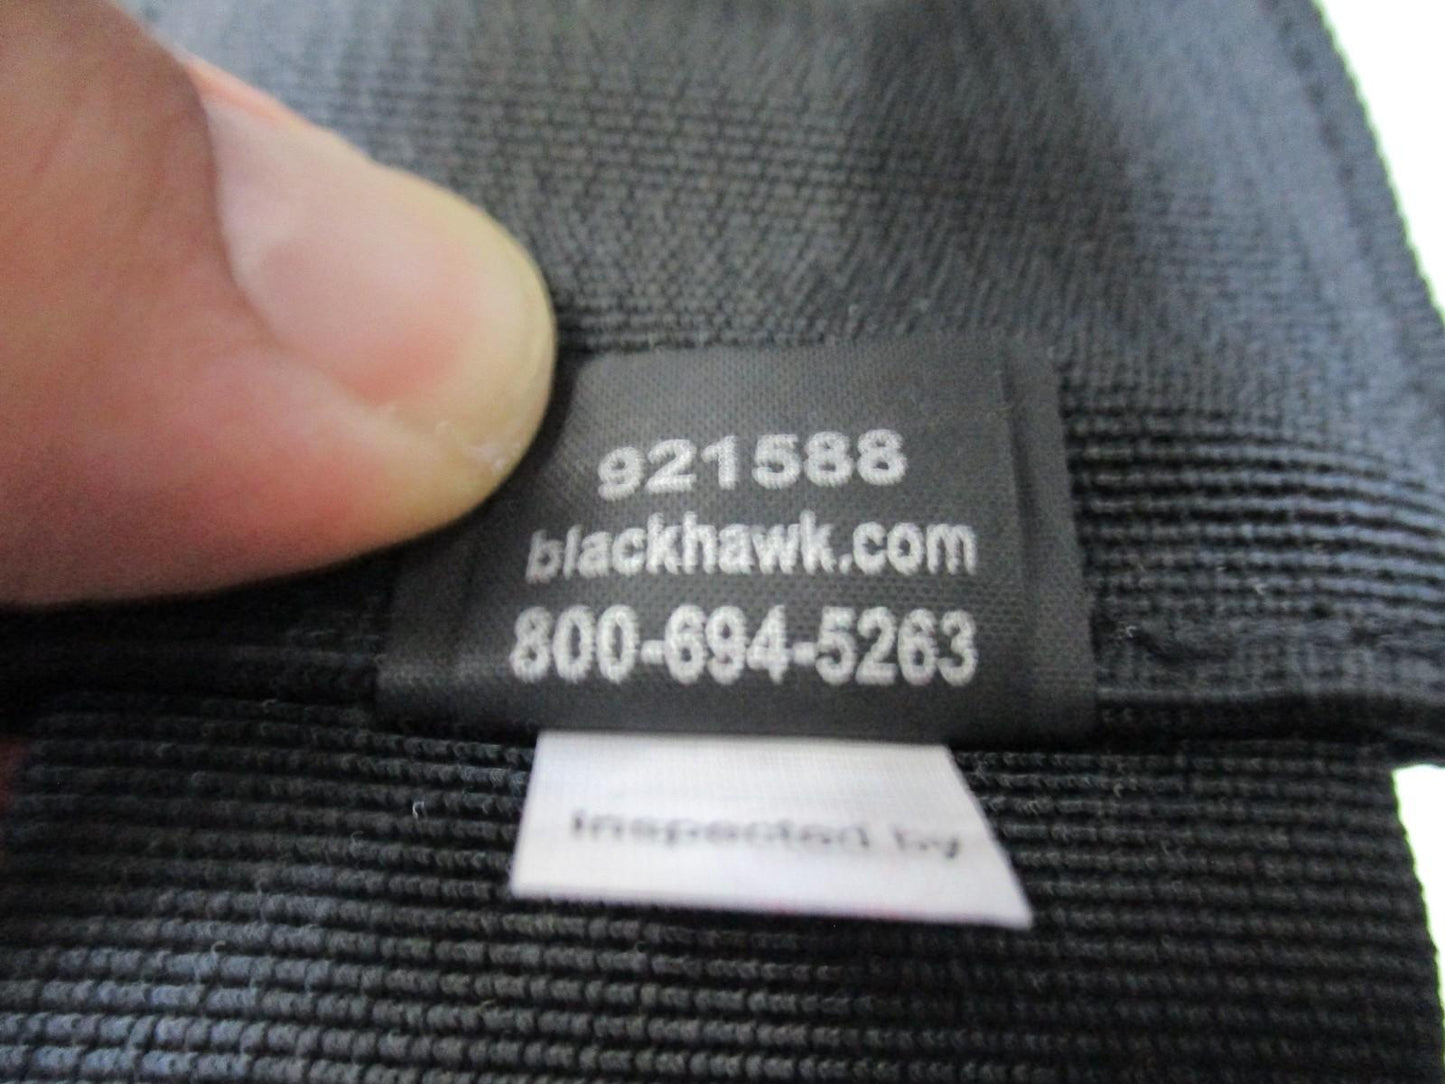 921588
blackhawk.com
800-694-5263
Inspected by